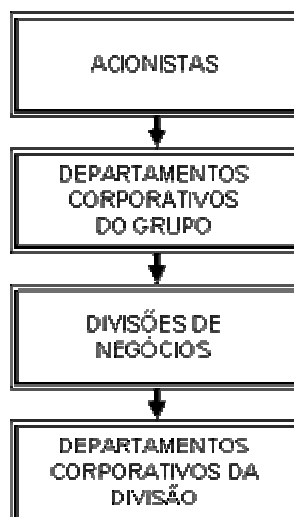 ACIONISTAS
DEPARTAMENTOS
CORPORATIVOS
DO GRUPO
DIVISÕES DE
NEGÓCIOS
DEPARTAMENTOS
CORPORATIVOS DA
DIVISÃO